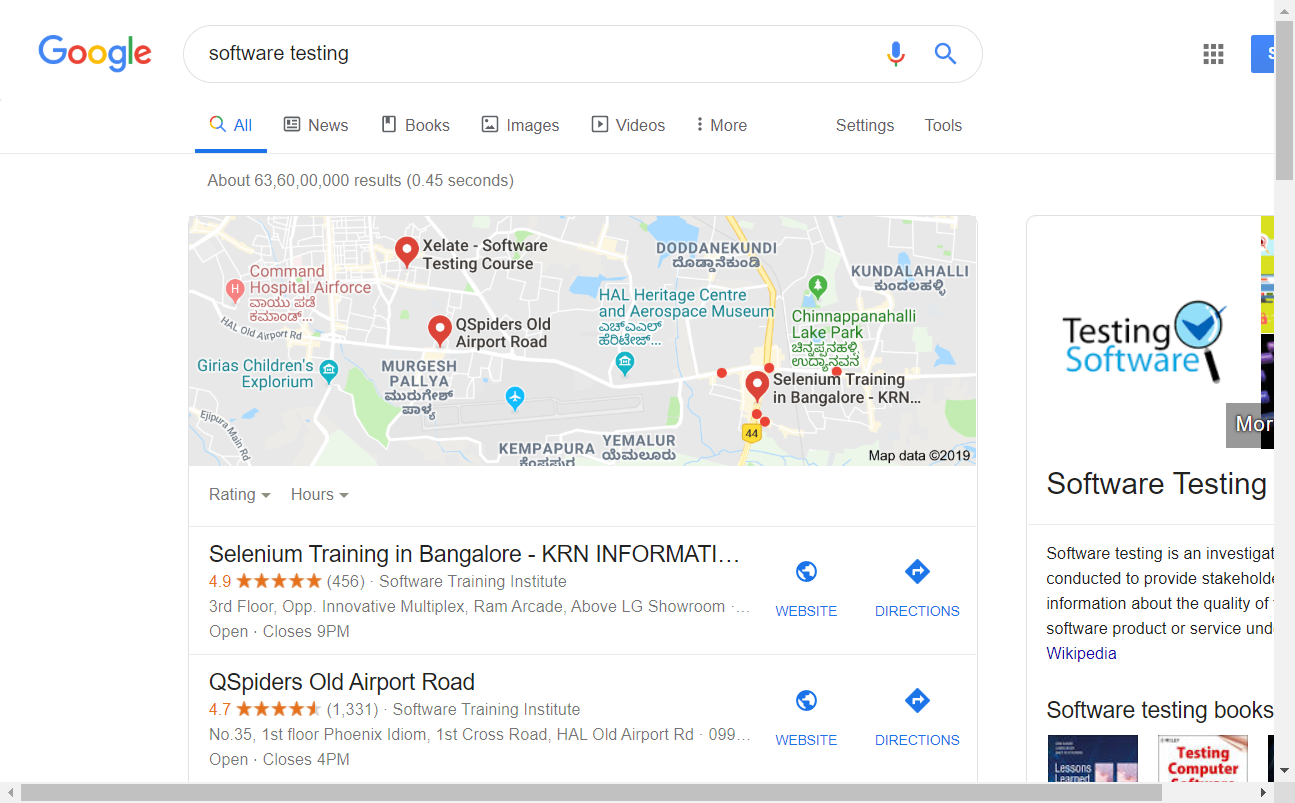 Google
software testing
All
News
Books
Images
Videos
More
Settings
Tools
About 63,60,00,000 results (0.45 seconds)
Xelate - Software
Testing Course
Command
Hospital Airforce
ವಾಯು ಪಡೆ
ಕಮಾಂಡ್...
HAL Old Airport Rd
QSpiders Old
Airport Road
Girias Children's
Explorium
MURGESH
PALLYA
ಮುರುಗೇಶ್
ಪಾಳ್ಯ
Ejipura Main Rd
DODDANEKUNDI
ದೊಡ್ಡಾನೆಕುಂಡಿ
KUNDALAHALLI
ಕುಂದಲಹಳ್ಳಿ
HAL Heritage Centre
and Aerospace Museum
ಎಚ್‌ಎಎಲ್
ಹೆರಿಟೇಜ್...
Chinnappanahalli
Lake Park
ಚಿನ್ನಪ್ಪನಹಳ್ಳಿ
ಉದ್ಯಾನವನ
Selenium Training
in Bangalore - KRN...
44
KEMPAPURA
ಕೆಂಪಾಪುರ
YEMALUR
ಯೆಮಲೂರು
Map data ©2019
Rating
Hours
Selenium Training in Bangalore - KRN INFORMATI...
4.9 (456) · Software Training Institute
3rd Floor, Opp. Innovative Multiplex, Ram Arcade, Above LG Showroom ·...
Open · Closes 9PM
WEBSITE
DIRECTIONS
QSpiders Old Airport Road
4.7 (1,331) · Software Training Institute
No.35, 1st floor Phoenix Idiom, 1st Cross Road, HAL Old Airport Rd · 099...
Open · Closes 4PM
WEBSITE
DIRECTIONS
Testing
Software
Mor
Software Testing
Software testing is an investigat
conducted to provide stakeholde
information about the quality of
software product or service und
Wikipedia
Software testing books
Lessons
Learned
Testing
Computer